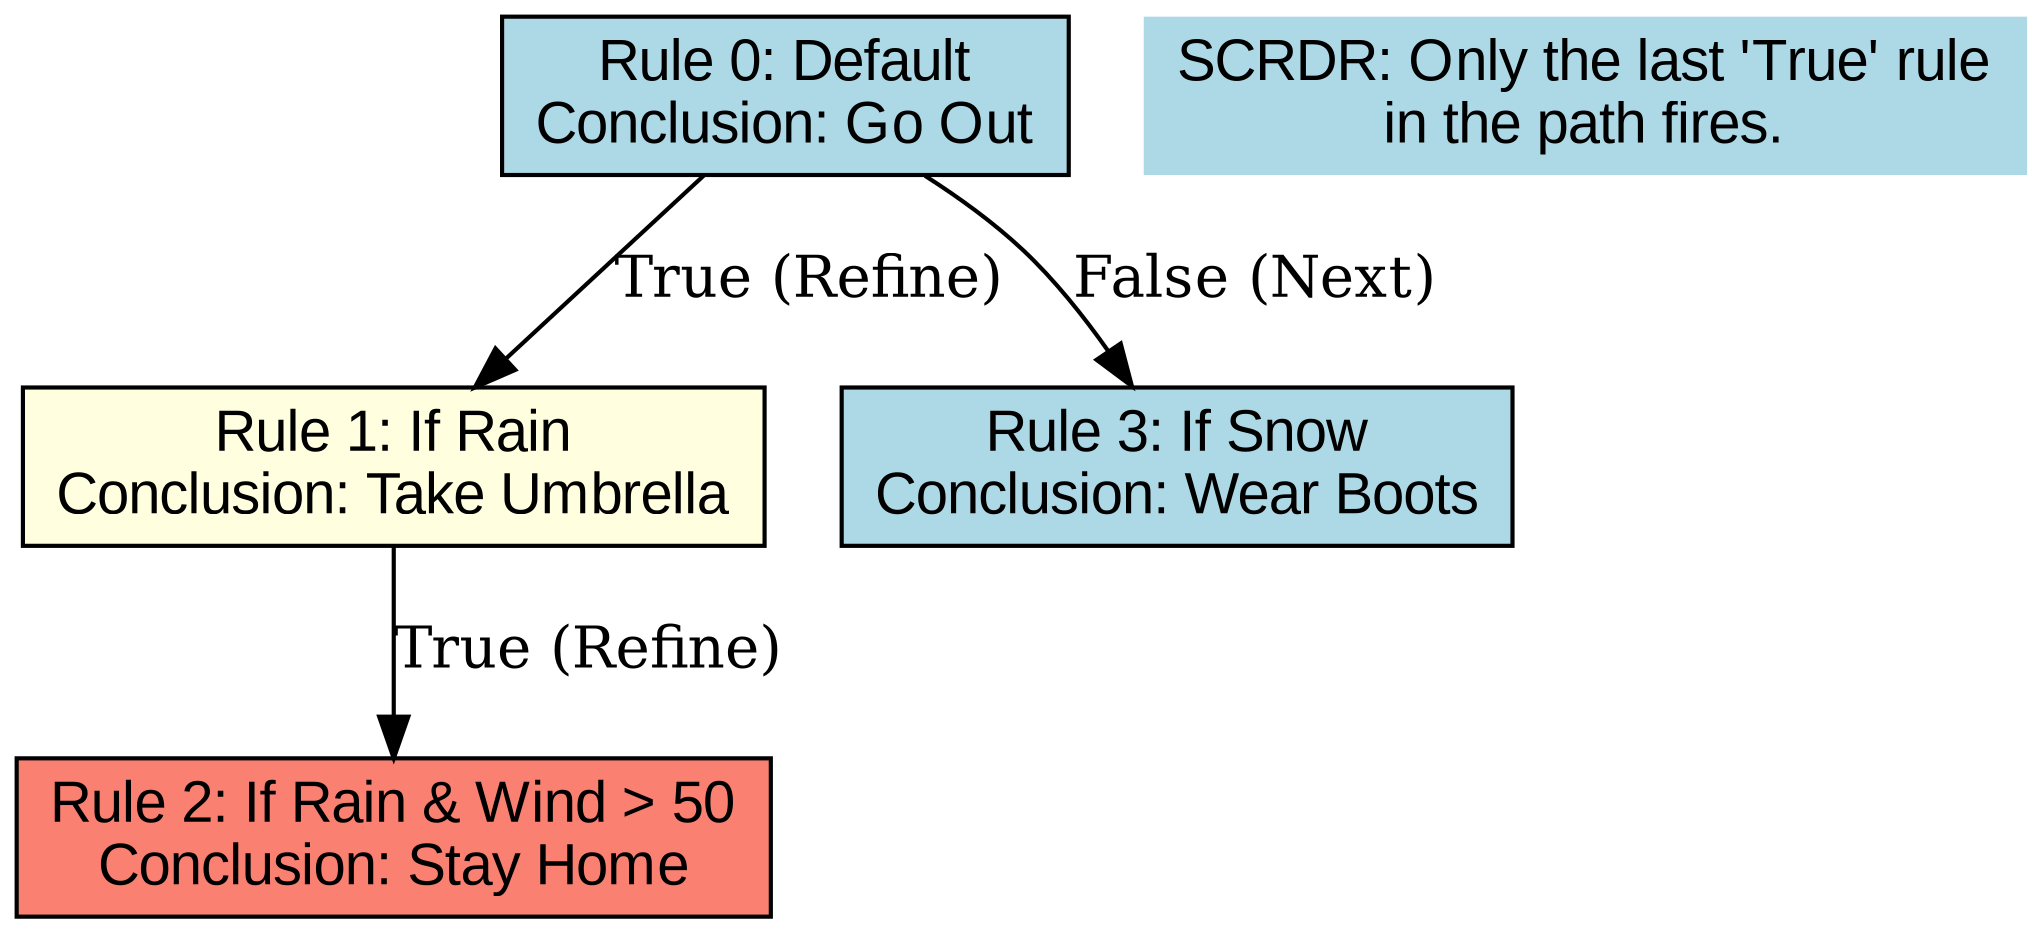 Rule 0: Default
Conclusion: Go Out
SCRDR: Only the last 'True' rule
in the path fires.
True (Refine)
False (Next)
Rule 1: If Rain
Conclusion: Take Umbrella
Rule 3: If Snow
Conclusion: Wear Boots
True (Refine)
Rule 2: If Rain & Wind > 50
Conclusion: Stay Home